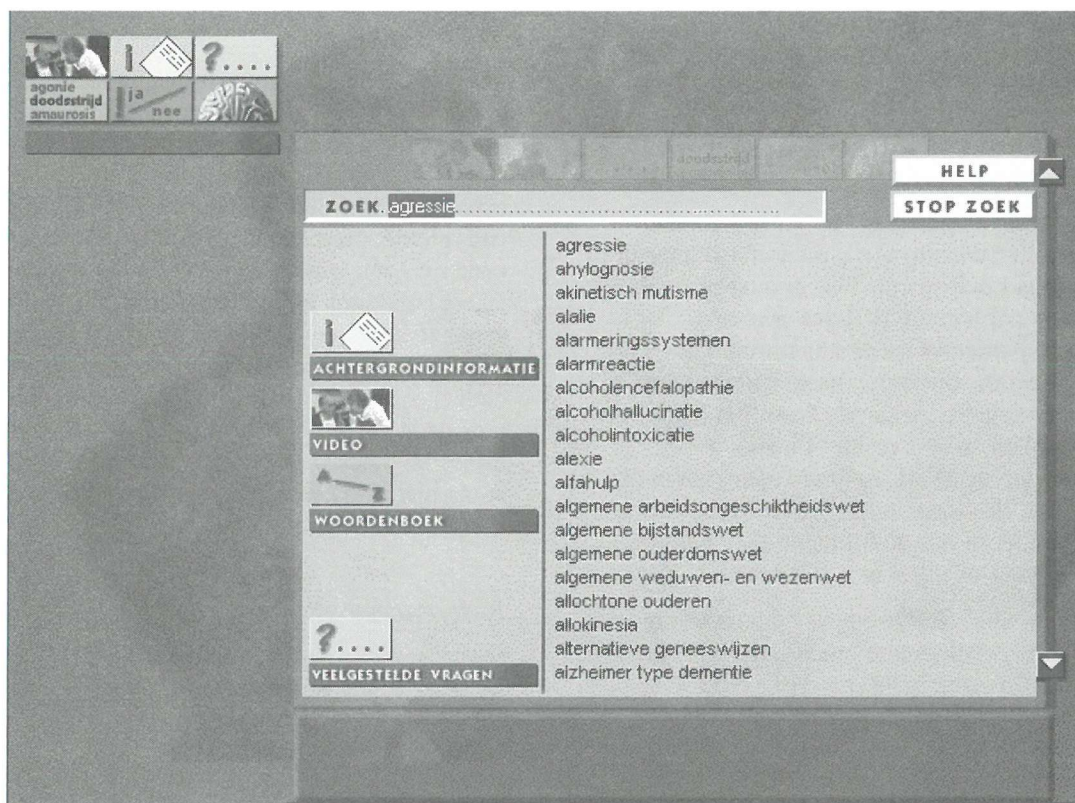 i
?....
agonie
doodsstrijd
amaurosis
ja
nee
doodsstrijd
HELP
STOP ZOEK
ZOEK..agressie................................................
agressie
ahylognosie
akinetisch mutisme
alalie
alarmeringssystemen
alarmreactie
alcoholencefalopathie
alcoholhallucinatie
alcoholintoxicatie
alexie
alfahulp
algemene arbeidsongeschiktheidswet
algemene bijstandswet
algemene ouderdomswet
algemene weduwen- en wezenwet
allochtone ouderen
allokinesia
alternatieve geneeswijzen
alzheimer type dementie
i
ACHTERGRONDINFORMATIE
VIDEO
A
Z
WOORDENBOEK
?....
VEELGESTELDE VRAGEN